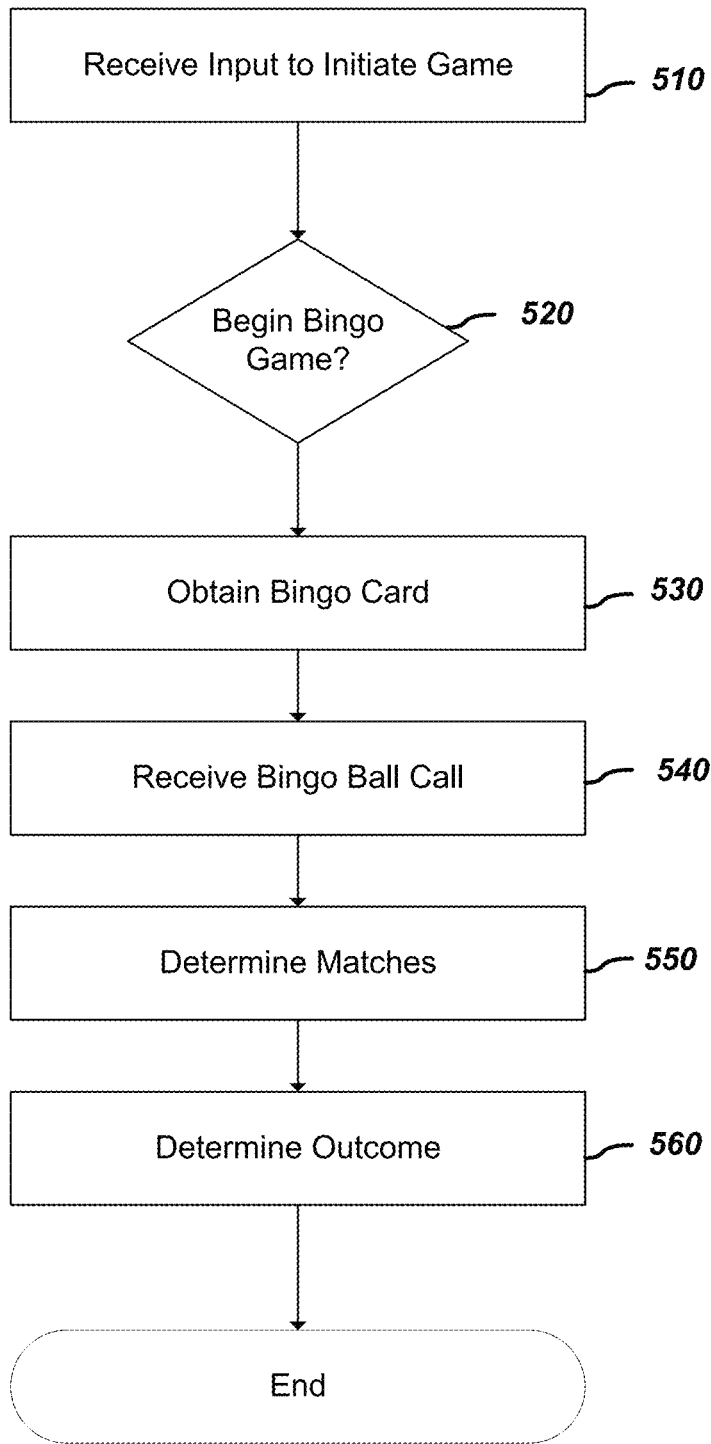 Receive Input to Initiate Game
510
Begin Bingo
Game?
520
Obtain Bingo Card
530
Receive Bingo Ball Call
540
Determine Matches
550
Determine Outcome
560
End